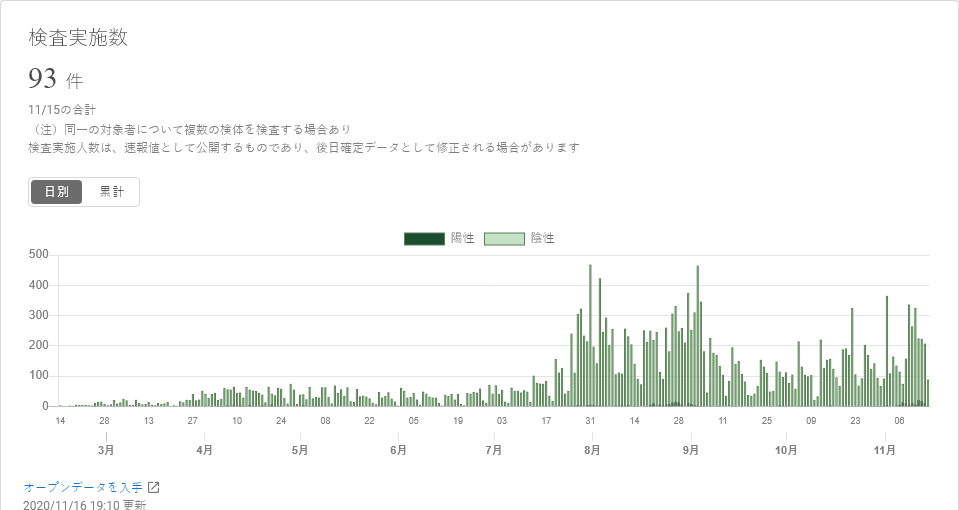 検査実施数
93 件
11/15の合計
（注）同一の対象者について複数の検体を検査する場合あり
検査実施人数は、速報値として公開するものであり、後日確定データとして修正される場合があります
日別 累計
陽性 陰性
500
400
300
200
100
0
14 28 13 27 10 24 08 22 05 19 03 17 31 14 28 11 25 09 23 06
3月 4月 5月 6月 7月 8月 9月 10月 11月
オープンデータを入手
2020/11/16 19:10 更新